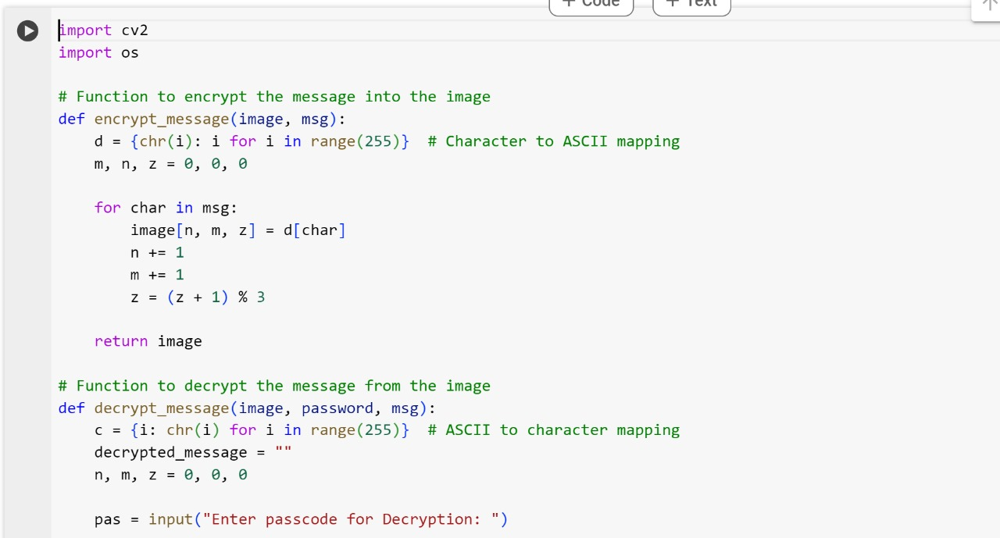 + Code + Text
import cv2
import os
# Function to encrypt the message into the image
def encrypt_message(image, msg):
    d = {chr(i): i for i in range(255)}  # Character to ASCII mapping
    m, n, z = 0, 0, 0
    for char in msg:
        image[n, m, z] = d[char]
        n += 1
        m += 1
        z = (z + 1) % 3
    return image
# Function to decrypt the message from the image
def decrypt_message(image, password, msg):
    c = {i: chr(i) for i in range(255)}  # ASCII to character mapping
    decrypted_message = ""
    n, m, z = 0, 0, 0
    pas = input("Enter passcode for Decryption: ")